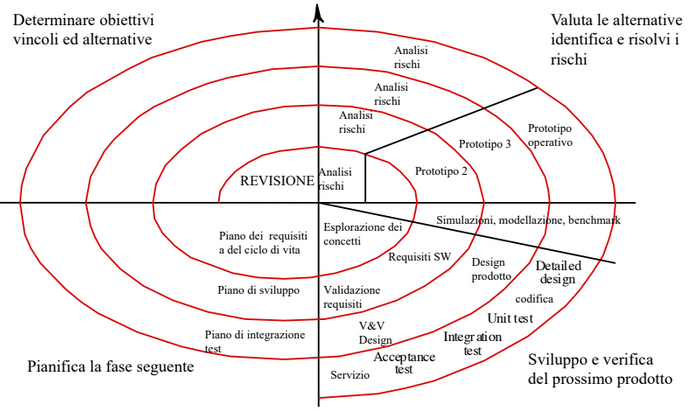 Determinare obiettivi
vincoli ed alternative
Valuta le alternative
identifica e risolvi i
rischi
Analisi
rischi
Analisi
rischi
Analisi
rischi
Prototipo
operativo
Prototipo 3
Prototipo 2
REVISIONE
Analisi
rischi
Simulazioni, modellazione, benchmark
Piano dei requisiti
a del ciclo di vita
Esplorazione dei
concetti
Requisiti SW
Design
prodotto
Detailed
design
Piano di sviluppo
Validazione
requisiti
codifica
Unit test
Piano di integrazione
test
V&V
Design
Integration
test
Acceptance
test
Servizio
Pianifica la fase seguente
Sviluppo e verifica
del prossimo prodotto